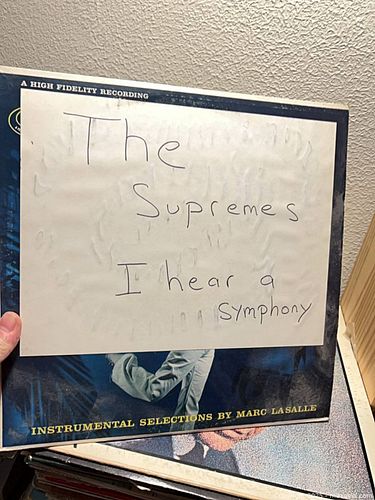 A HIGH FIDELITY RECORDING
The
Supremes
I hear a
symphony
INSTRUMENTAL SELECTIONS BY MARC LASALLE